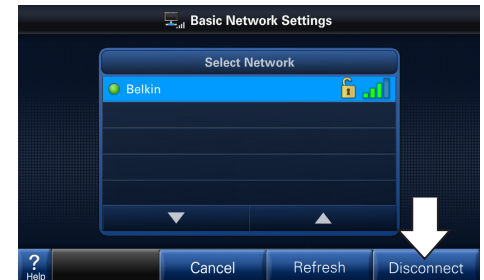 Basic Network Settings
Select Network
Belkin
? Help
Cancel
Refresh
Disconnect